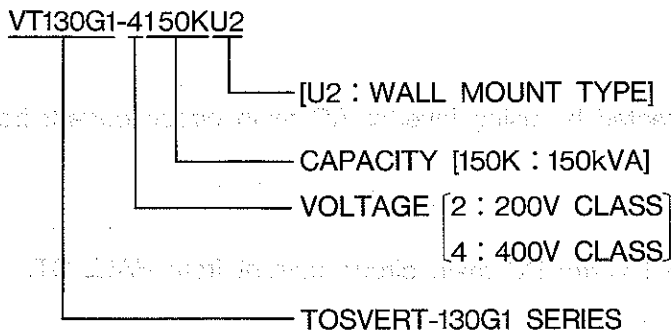 VT130G1-4150KU2
[U2 : WALL MOUNT TYPE]
CAPACITY [150K : 150kVA]
VOLTAGE [2 : 200V CLASS]
[4 : 400V CLASS]
TOSVERT-130G1 SERIES